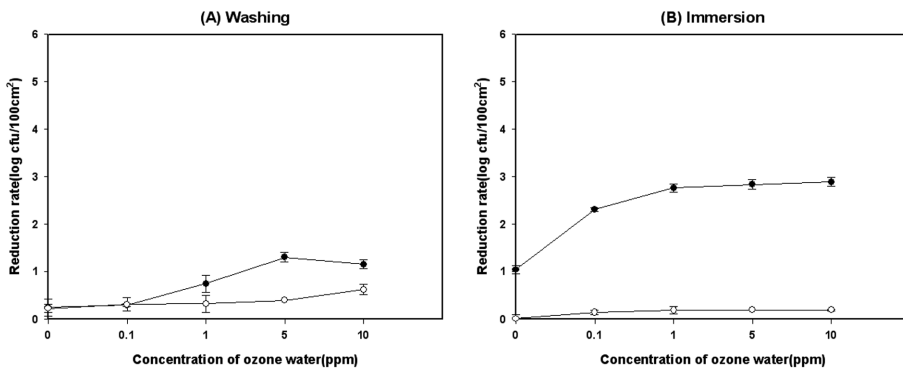 (A) Washing
6
5
4
3
2
1
0
Reduction rate(log cfu/100cm²)
0 0.1 1 5 10
Concentration of ozone water(ppm)
(B) Immersion
6
5
4
3
2
1
0
Reduction rate(log cfu/100cm²)
0 0.1 1 5 10
Concentration of ozone water(ppm)